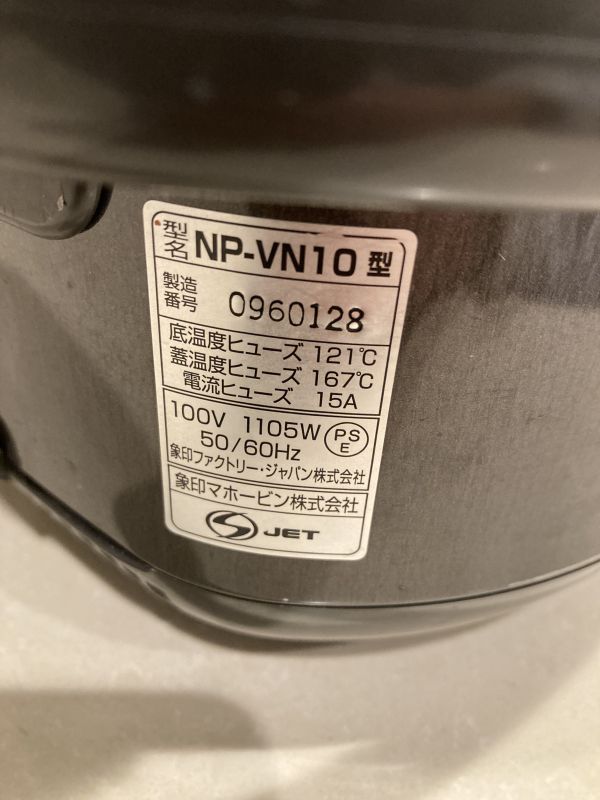 型名 NP-VN10 型
製造番号 0960128
底温度ヒューズ 121℃
蓋温度ヒューズ 167℃
電流ヒューズ 15A
100V 1105W
50/60Hz
PSE
象印ファクトリー・ジャパン株式会社
象印マホービン株式会社
S JET